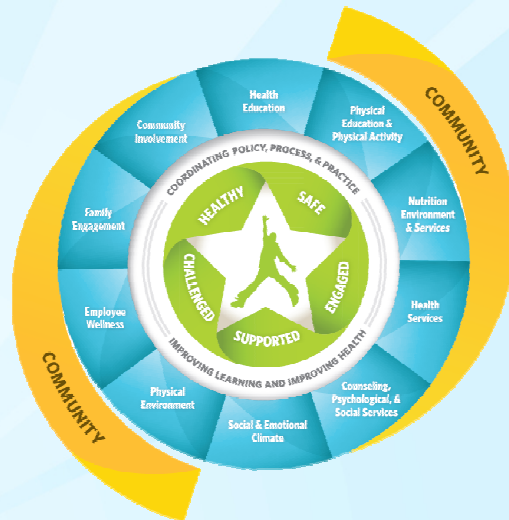 COMMUNITY
Health
Education
Physical
Education &
Physical Activity
Nutrition
Environment
& Services
Health
Services
Counseling,
Psychological, &
Social Services
Social & Emotional
Climate
Physical
Environment
Employee
Wellness
Family
Engagement
Community
Involvement
COORDINATING POLICY, PROCESS, & PRACTICE
IMPROVING LEARNING AND IMPROVING HEALTH
HEALTHY
SAFE
ENGAGED
SUPPORTED
CHALLENGED
COMMUNITY